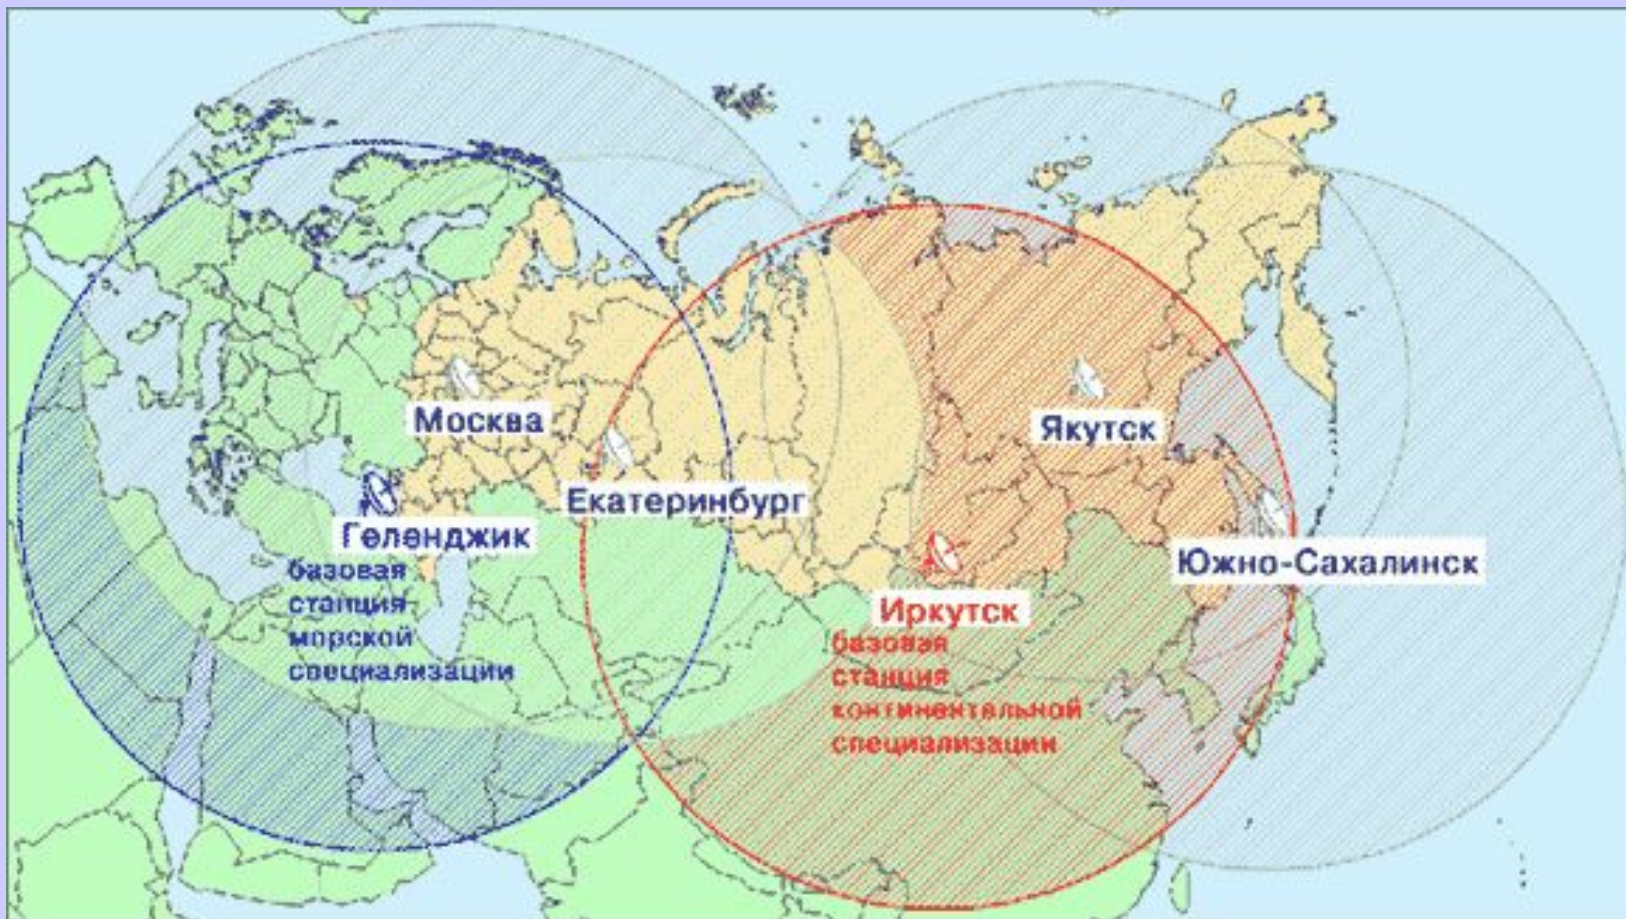 Москва
Якутск
Екатеринбург
Геленджик
базовая
станция
морской
специализации
Южно-Сахалинск
Иркутск
базовая
станция
континентальной
специализации